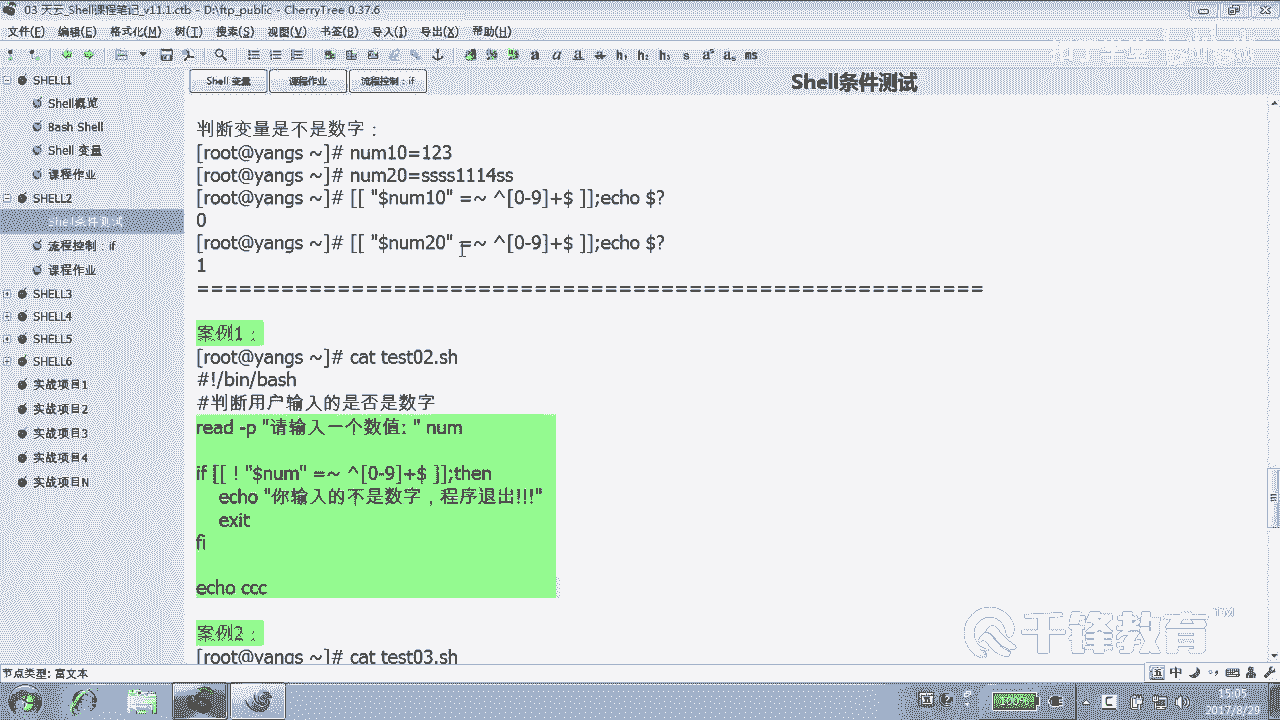 03 天云_Shell课程笔记_v11.1.ctb - D:\ftp_public - CherryTree 0.37.6
文件(F) 编辑(E) 格式化(M) 树(T) 搜索(S) 视图(V) 书签(B) 导入(I) 导出(X) 帮助(H)
SHELL1
Shell概览
Bash Shell
Shell 变量
课程作业
SHELL2
Shell条件测试
流程控制：if
课程作业
SHELL3
SHELL4
SHELL5
SHELL6
实战项目1
实战项目2
实战项目3
实战项目4
实战项目N
Shell 变量 课程作业 流程控制：if
Shell条件测试
判断变量是不是数字：
[root@yangs ~]# num10=123
[root@yangs ~]# num20=ssss1114ss
[root@yangs ~]# [[ "$num10" =~ ^[0-9]+$ ]];echo $?
0
[root@yangs ~]# [[ "$num20" =~ ^[0-9]+$ ]];echo $?
1
========================================================
案例1：
[root@yangs ~]# cat test02.sh
#!/bin/bash
#判断用户输入的是否是数字
read -p "请输入一个数值: " num
if [[ ! "$num" =~ ^[0-9]+$ ]];then
echo "你输入的不是数字，程序退出!!!"
exit
fi
echo ccc
案例2：
[root@yangs ~]# cat test03.sh
千锋教育™
节点类型: 富文本
中
100%
15:05
2017/8/29